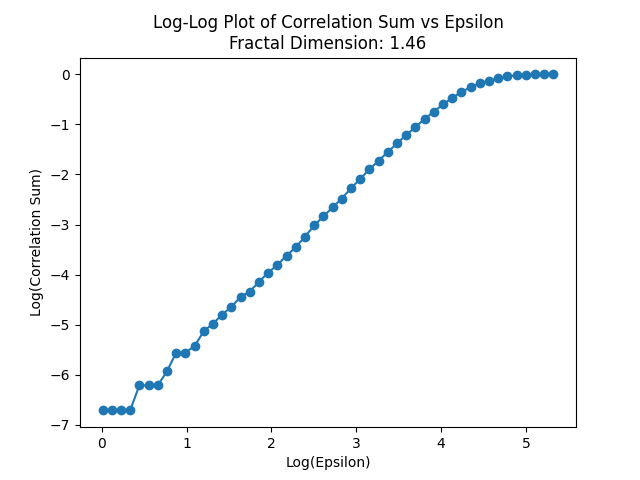 Log-Log Plot of Correlation Sum vs Epsilon
Fractal Dimension: 1.46
0
−1
−2
−3
−4
−5
−6
−7
Log(Correlation Sum)
0 1 2 3 4 5
Log(Epsilon)